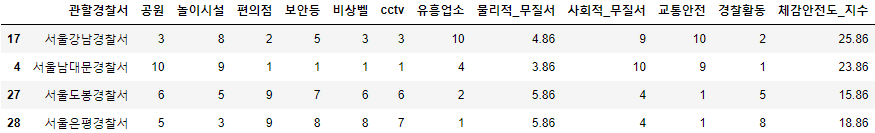 관할경찰서 공원 놀이시설 편의점 보안등 비상벨 cctv 유흥업소 물리적_무질서 사회적_무질서 교통안전 경찰활동 체감안전도_지수
17 서울강남경찰서 3 8 2 5 3 3 10 4.86 9 10 2 25.86
4 서울남대문경찰서 10 9 1 1 1 1 4 3.86 10 9 1 23.86
27 서울도봉경찰서 6 5 9 7 6 6 2 5.86 4 1 5 15.86
28 서울은평경찰서 5 3 9 8 8 7 1 5.86 4 1 8 18.86